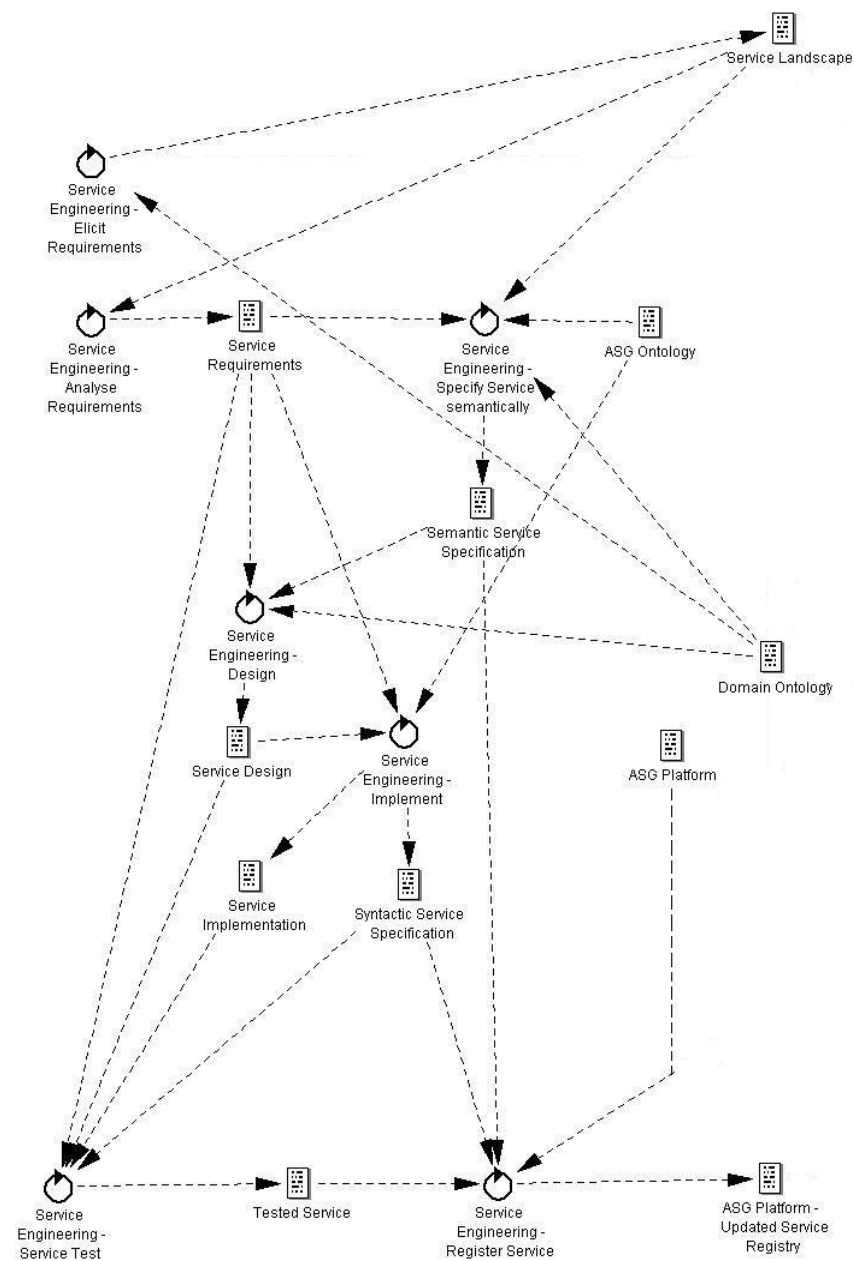 Service Landscape
Service
Engineering -
Elicit
Requirements
Service
Engineering -
Analyse
Requirements
Service
Requirements
Service
Engineering -
Specify Service
semantically
ASG Ontology
Semantic Service
Specification
Service
Engineering -
Design
Domain Ontology
Service Design
Service
Engineering -
Implement
ASG Platform
Service
Implementation
Syntactic Service
Specification
Service
Engineering -
Service Test
Tested Service
Service
Engineering -
Register Service
ASG Platform -
Updated Service
Registry